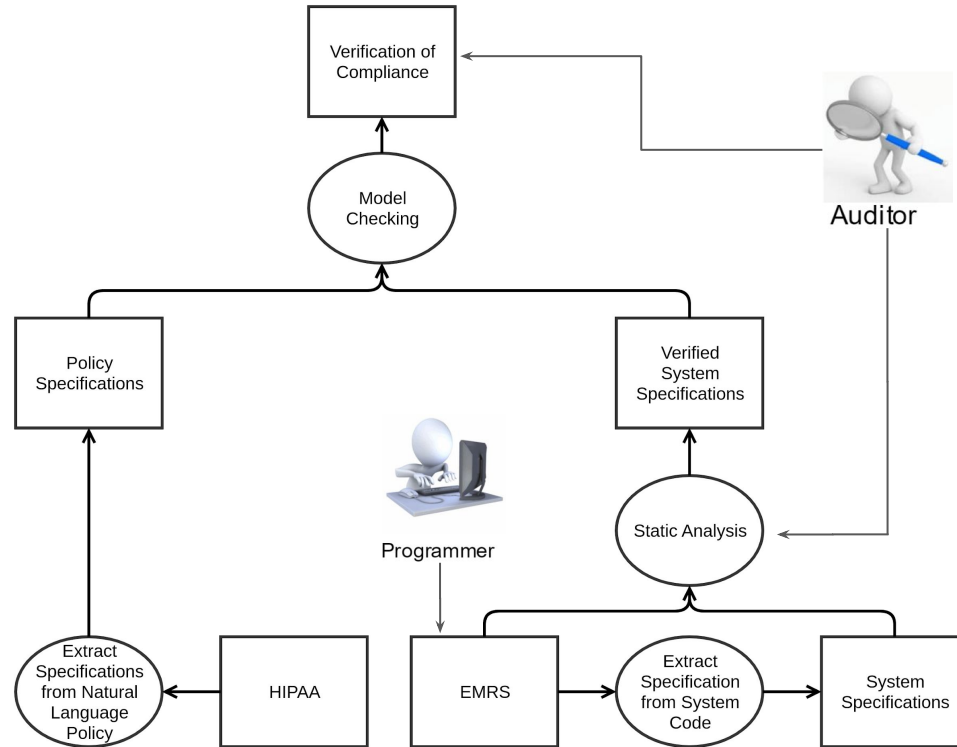 Verification of
Compliance
Auditor
Model
Checking
Policy
Specifications
Verified
System
Specifications
Static Analysis
Programmer
Extract
Specifications
from Natural
Language
Policy
HIPAA
EMRS
Extract
Specification
from System
Code
System
Specifications